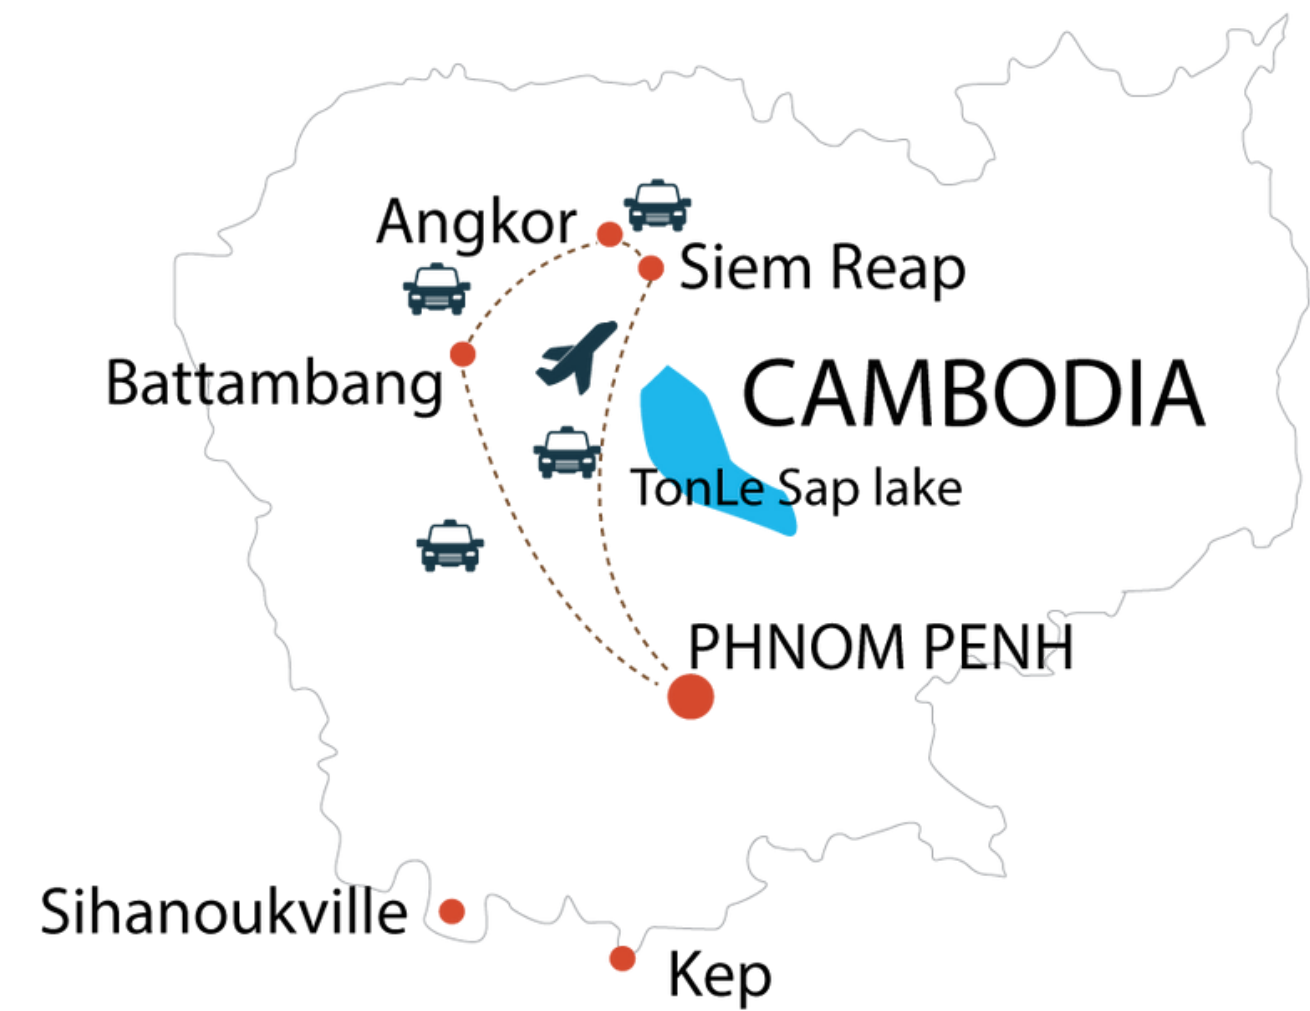 Angkor
Siem Reap
Battambang
CAMBODIA
TonLe Sap lake
PHNOM PENH
Sihanoukville
Kep